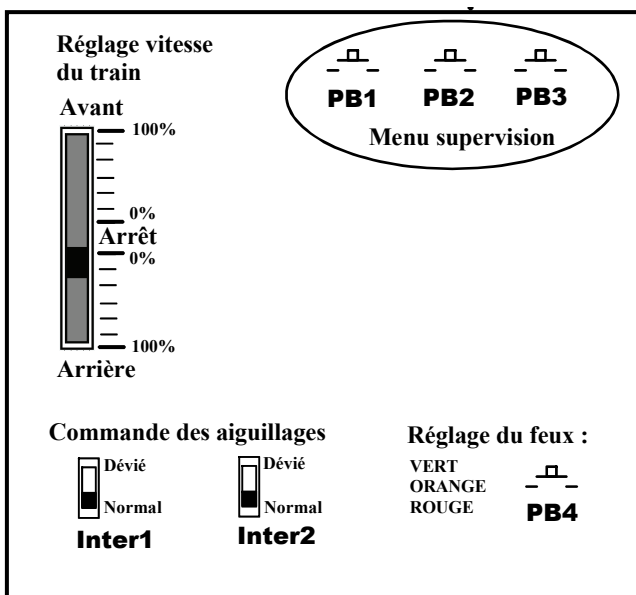 Réglage vitesse
du train
Avant
100%
0%
Arrêt
0%
100%
Arrière
PB1 PB2 PB3
Menu supervision
Commande des aiguillages
Dévié
Normal
Inter1
Dévié
Normal
Inter2
Réglage du feux :
VERT
ORANGE
ROUGE
PB4